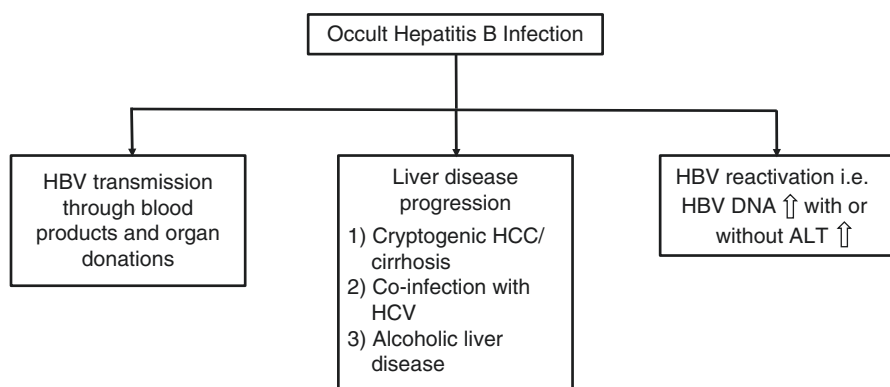 Occult Hepatitis B Infection
HBV transmission
through blood
products and organ
donations
Liver disease
progression
1) Cryptogenic HCC/
cirrhosis
2) Co-infection with
HCV
3) Alcoholic liver
disease
HBV reactivation i.e.
HBV DNA ⇧ with or
without ALT ⇧